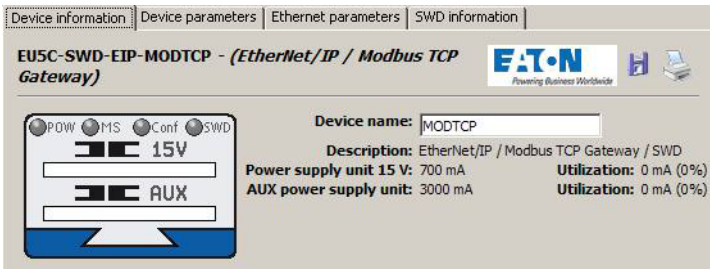 Device information Device parameters Ethernet parameters SWD information
EU5C-SWD-EIP-MODTCP - (EtherNet/IP / Modbus TCP
Gateway)
EATON
Powering Business Worldwide
POW MS Conf SWD
15V
AUX
Device name: MODTCP
Description: EtherNet/IP / Modbus TCP Gateway / SWD
Power supply unit 15 V: 700 mA Utilization: 0 mA (0%)
AUX power supply unit: 3000 mA Utilization: 0 mA (0%)